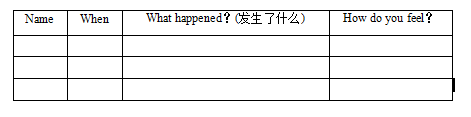 Name When What happened？(发生了什么) How do you feel？